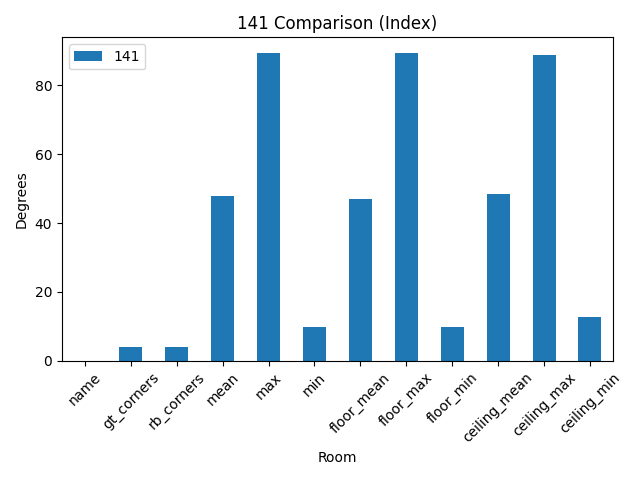 141 Comparison (Index)
141
Degrees
80
60
40
20
0
name
gt_corners
rb_corners
mean
max
min
floor_mean
floor_max
floor_min
ceiling_mean
ceiling_max
ceiling_min
Room